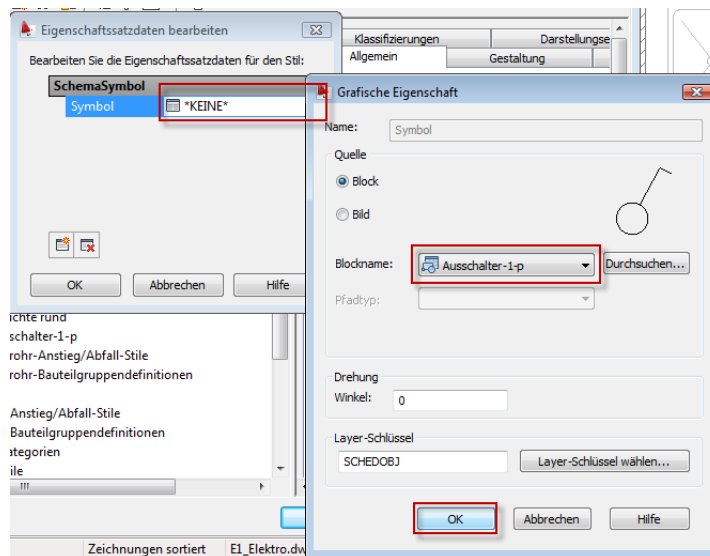 Eigenschaftssatzdaten bearbeiten
Bearbeiten Sie die Eigenschaftssatzdaten für den Stil:
SchemaSymbol
Symbol
*KEINE*
OK
Abbrechen
Hilfe
Klassifizierungen
Darstellungse
Allgemein
Gestaltung
Grafische Eigenschaft
Name:
Symbol
Quelle
Block
Bild
Blockname:
Ausschalter-1-p
Durchsuchen...
Pfadtyp:
Drehung
Winkel:
0
Layer-Schlüssel
SCHEDOBJ
Layer-Schlüssel wählen...
OK
Abbrechen
Hilfe
ichte rund
schalter-1-p
rohr-Anstieg/Abfall-Stile
rohr-Bauteilgruppendefinitionen
Anstieg/Abfall-Stile
Bauteilgruppendefinitionen
ategorien
ile
Zeichnungen sortiert
E1_Elektro.dw